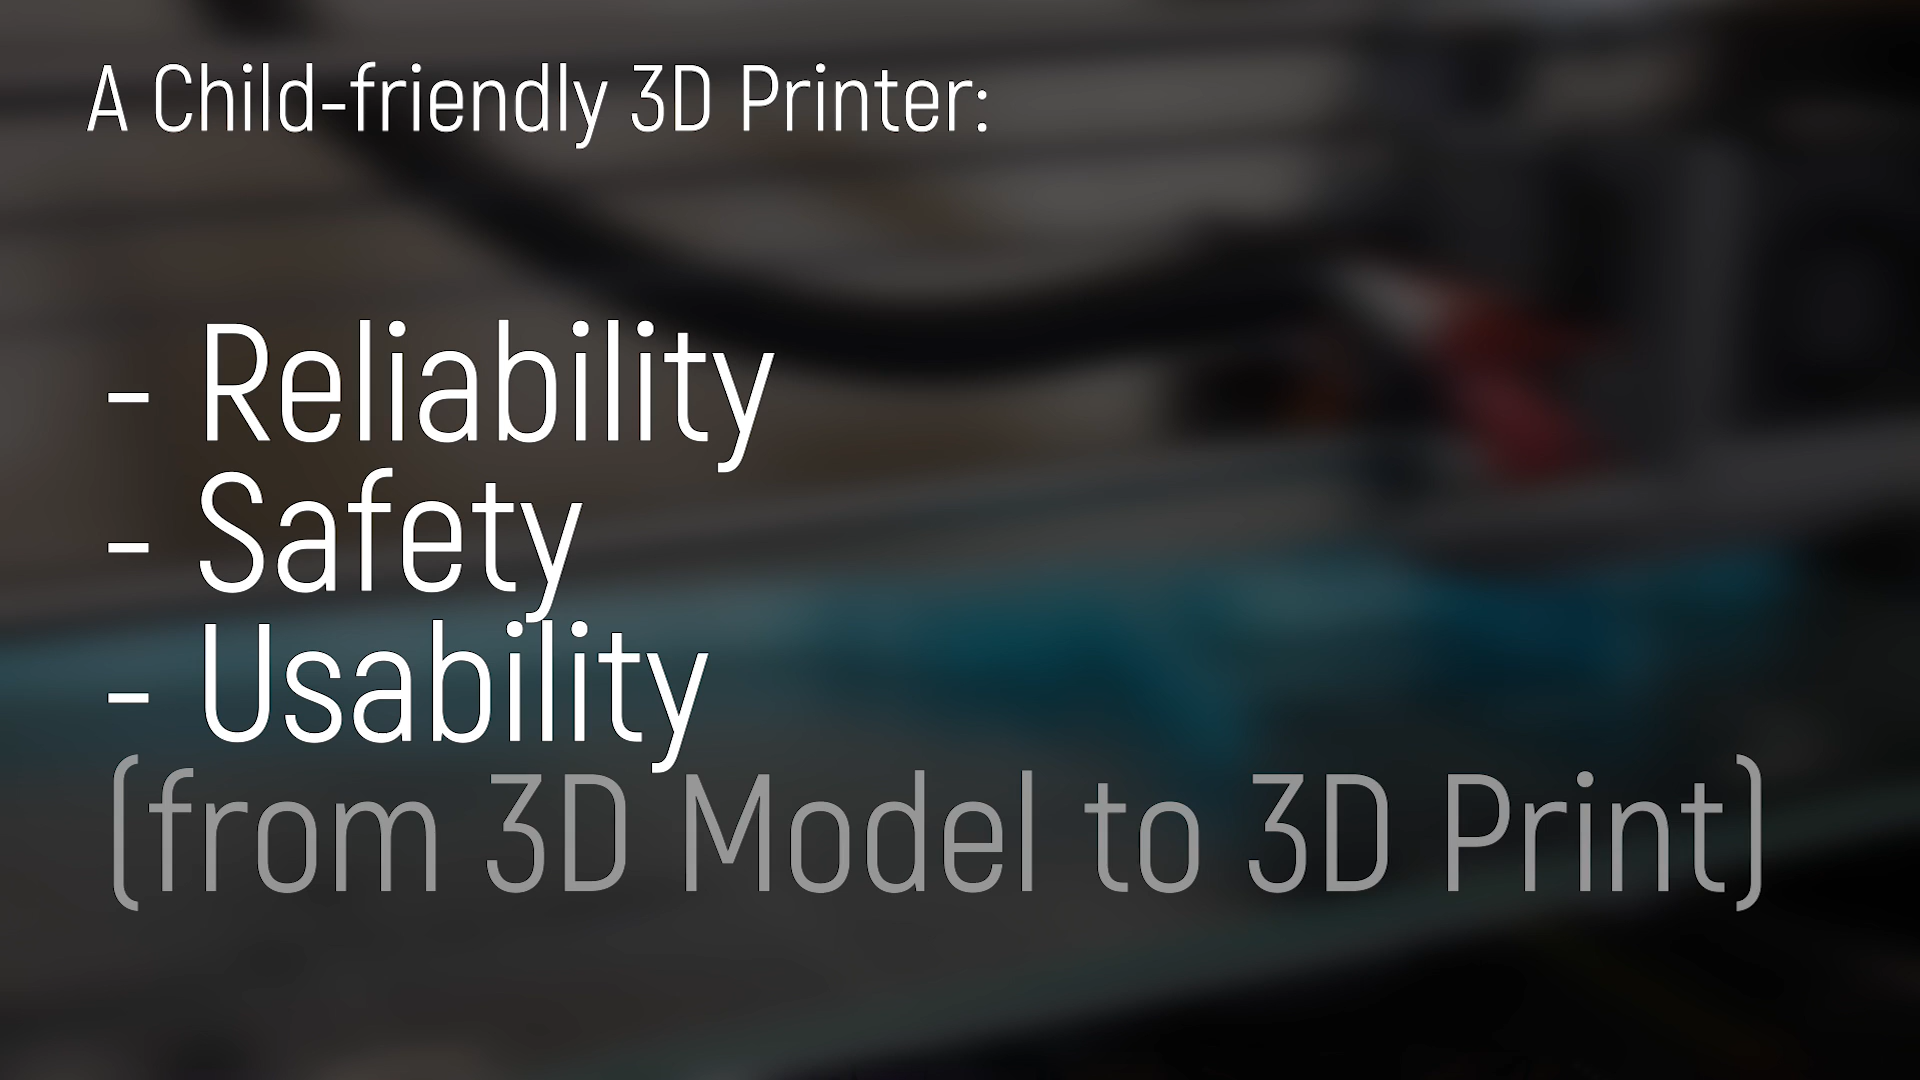 A Child-friendly 3D Printer:
- Reliability
- Safety
- Usability
(from 3D Model to 3D Print)